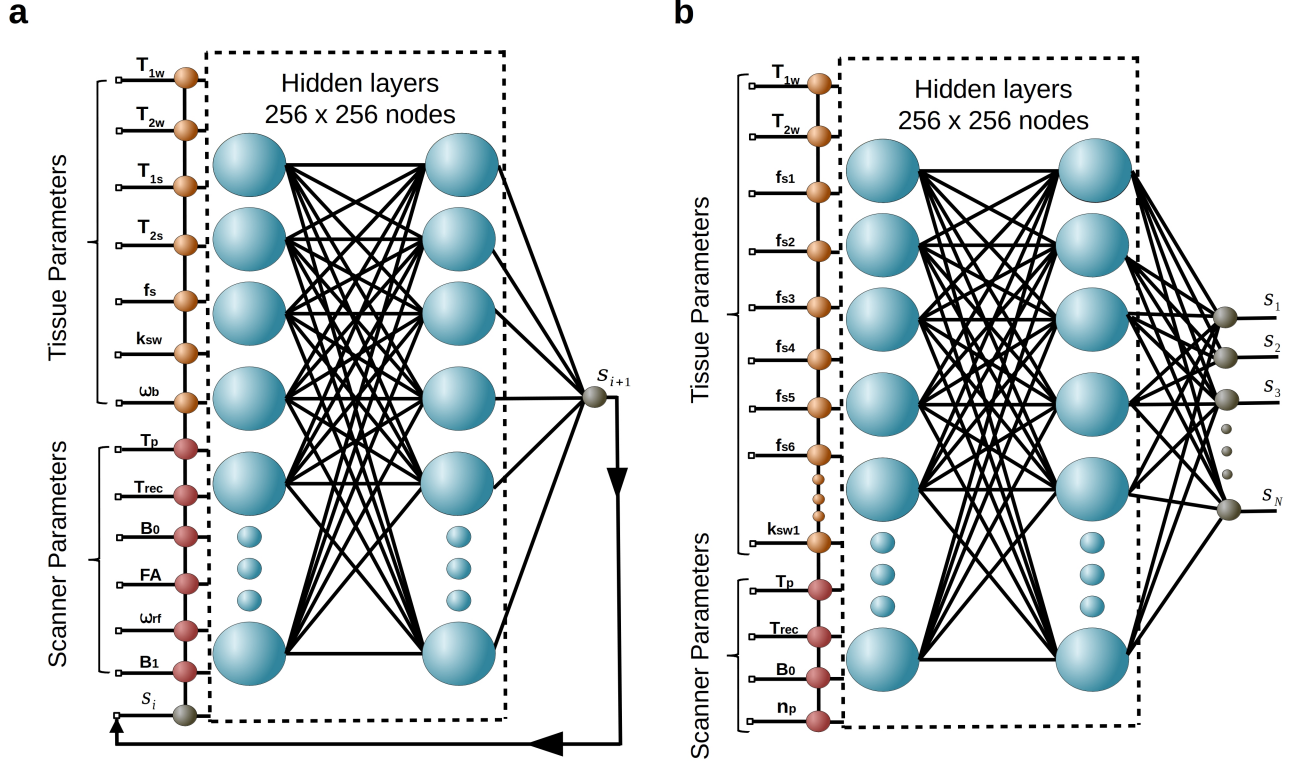 a
Hidden layers
256 x 256 nodes
Tissue Parameters
T1w
T2w
T1s
T2s
fs
ksw
ωb
Scanner Parameters
Tp
Trec
B0
FA
ωrf
B1
si
si+1
b
Hidden layers
256 x 256 nodes
Tissue Parameters
T1w
T2w
fs1
fs2
fs3
fs4
fs5
fs6
ksw1
Scanner Parameters
Tp
Trec
B0
np
s1
s2
s3
sN